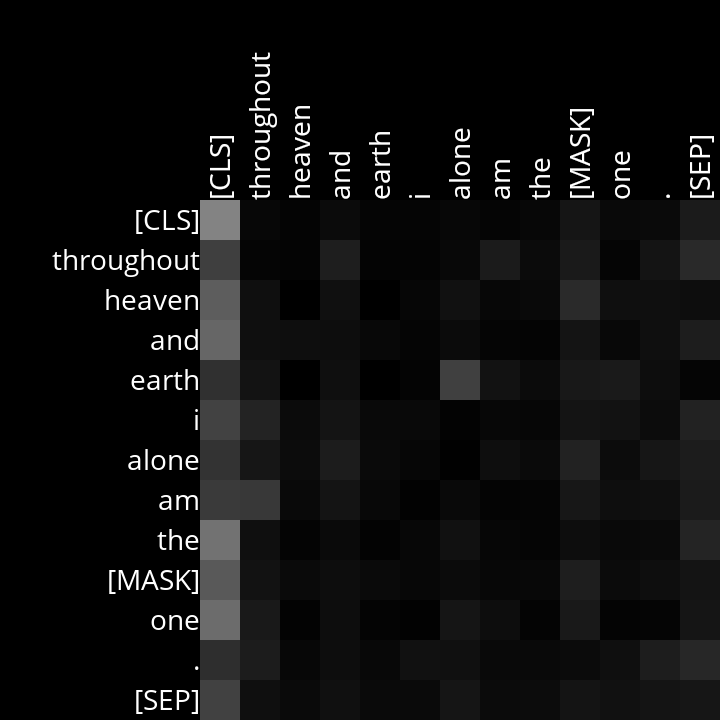 [CLS] throughout heaven and earth i alone am the [MASK] one . [SEP]
[CLS]
throughout
heaven
and
earth
i
alone
am
the
[MASK]
one
.
[SEP]